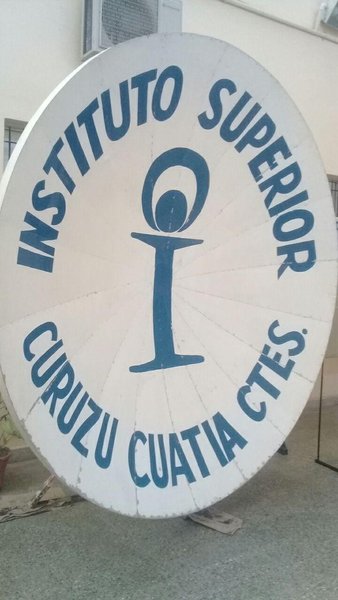 INSTITUTO SUPERIOR
i
CURUZU CUATIA CTES.